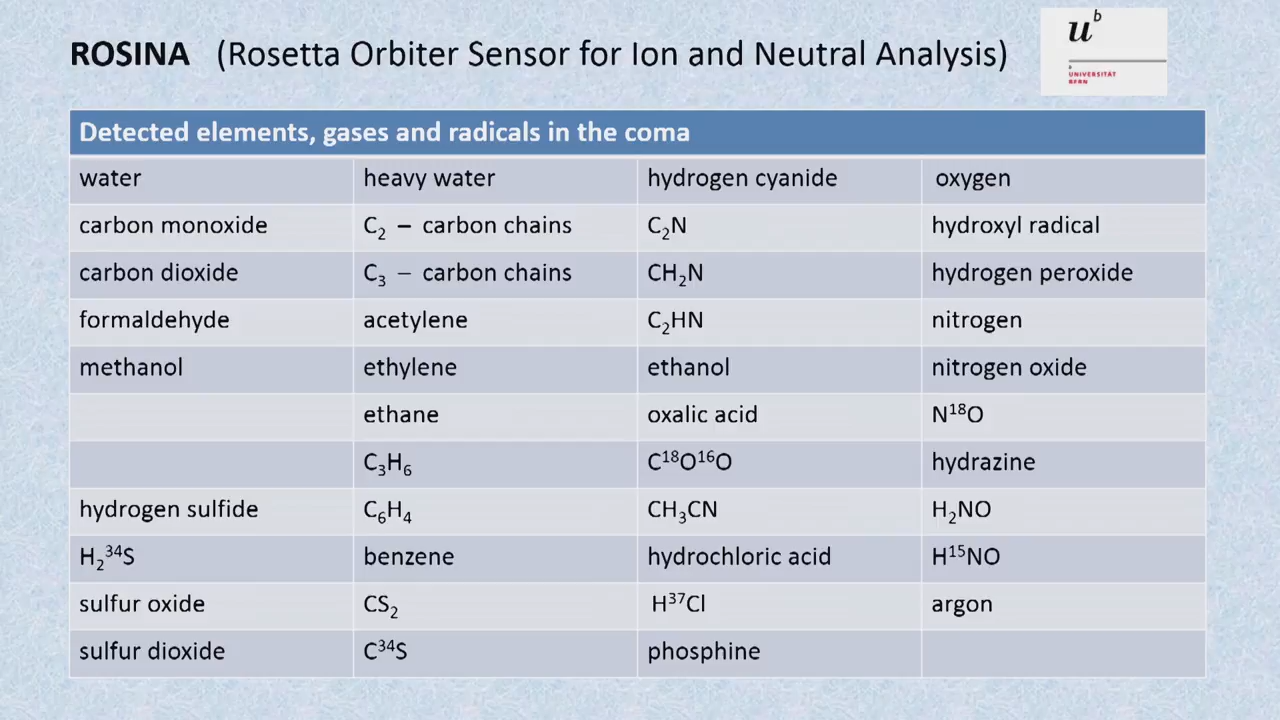 ROSINA (Rosetta Orbiter Sensor for Ion and Neutral Analysis)
u^b
b
UNIVERSITÄT
BERN
Detected elements, gases and radicals in the coma
water heavy water hydrogen cyanide oxygen
carbon monoxide C₂ – carbon chains C₂N hydroxyl radical
carbon dioxide C₃ – carbon chains CH₂N hydrogen peroxide
formaldehyde acetylene C₂HN nitrogen
methanol ethylene ethanol nitrogen oxide
ethane oxalic acid N¹⁸O
C₃H₆ C¹⁸O¹⁶O hydrazine
hydrogen sulfide C₆H₄ CH₃CN H₂NO
H₂³⁴S benzene hydrochloric acid H¹⁵NO
sulfur oxide CS₂ H³⁷Cl argon
sulfur dioxide C³⁴S phosphine